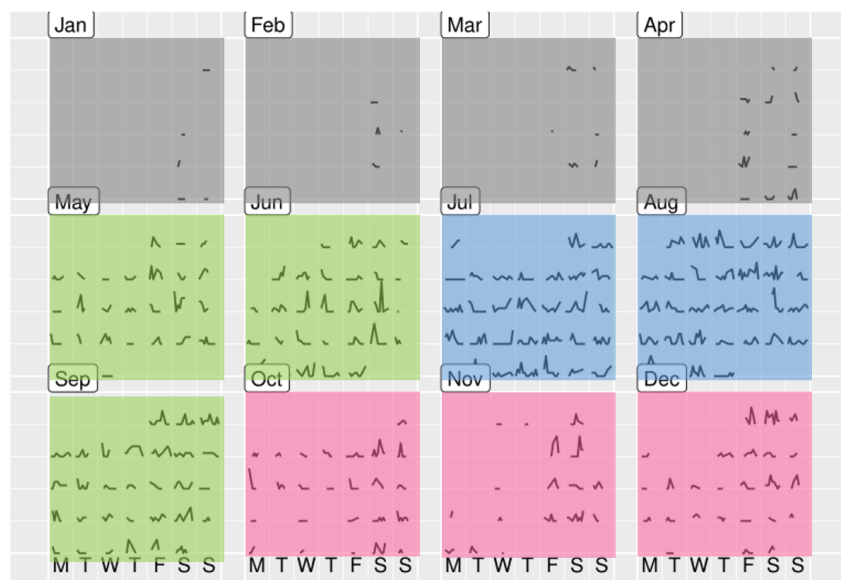 Jan Feb Mar Apr
May Jun Jul Aug
Sep Oct Nov Dec
M T W T F S S M T W T F S S M T W T F S S M T W T F S S